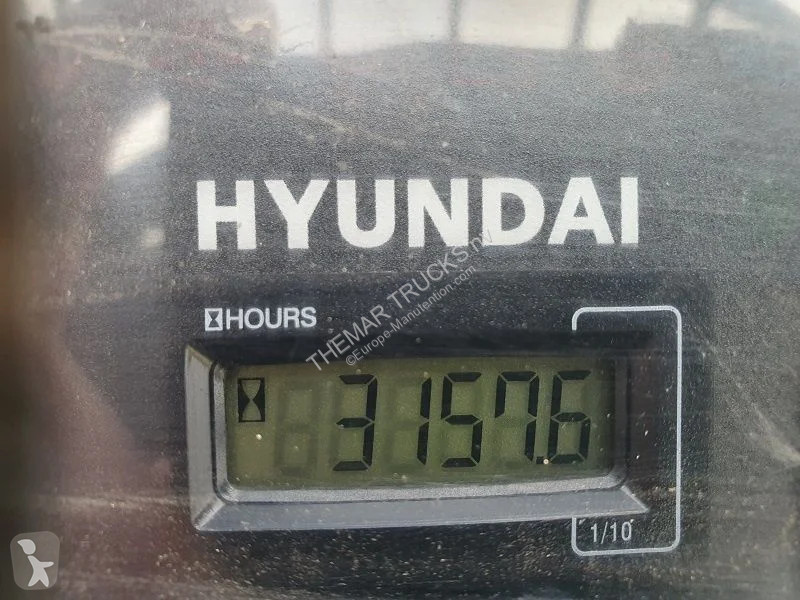 HYUNDAI
HOURS
THEMAR TRUCKS nv
©Europe-Manutention.com
3157.6
1/10